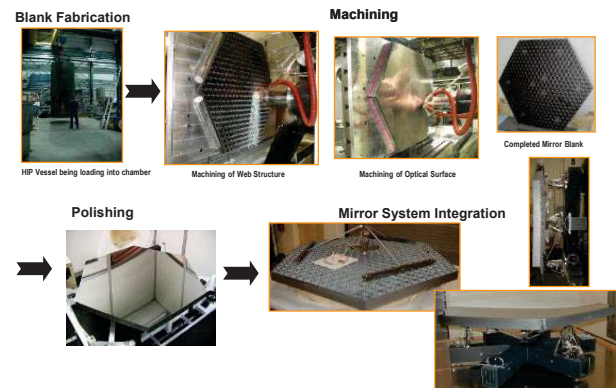 Blank Fabrication
Machining
HIP Vessel being loading into chamber
Machining of Web Structure
Machining of Optical Surface
Completed Mirror Blank
Polishing
Mirror System Integration